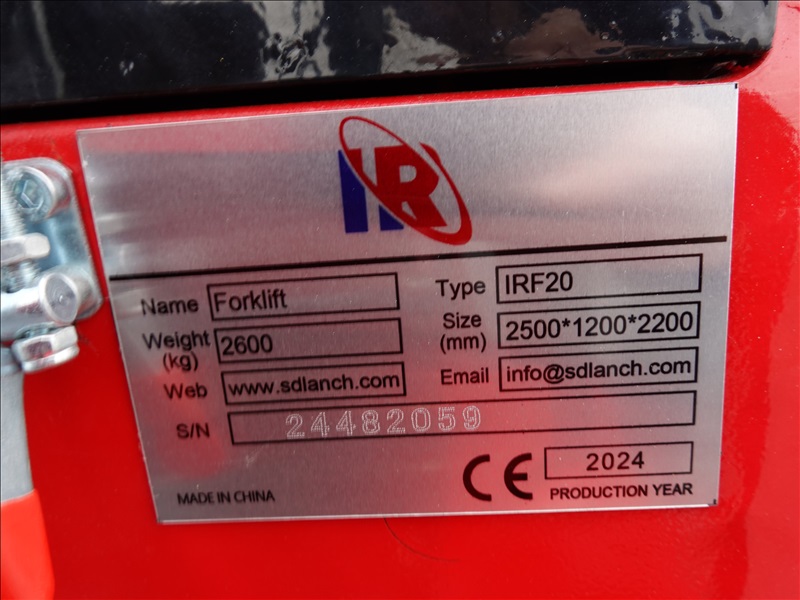 IR
Name Forklift Type IRF20
Weight (kg) 2600 Size (mm) 2500*1200*2200
Web www.sdlanch.com Email info@sdlanch.com
S/N 24482059
CE 2024
MADE IN CHINA PRODUCTION YEAR